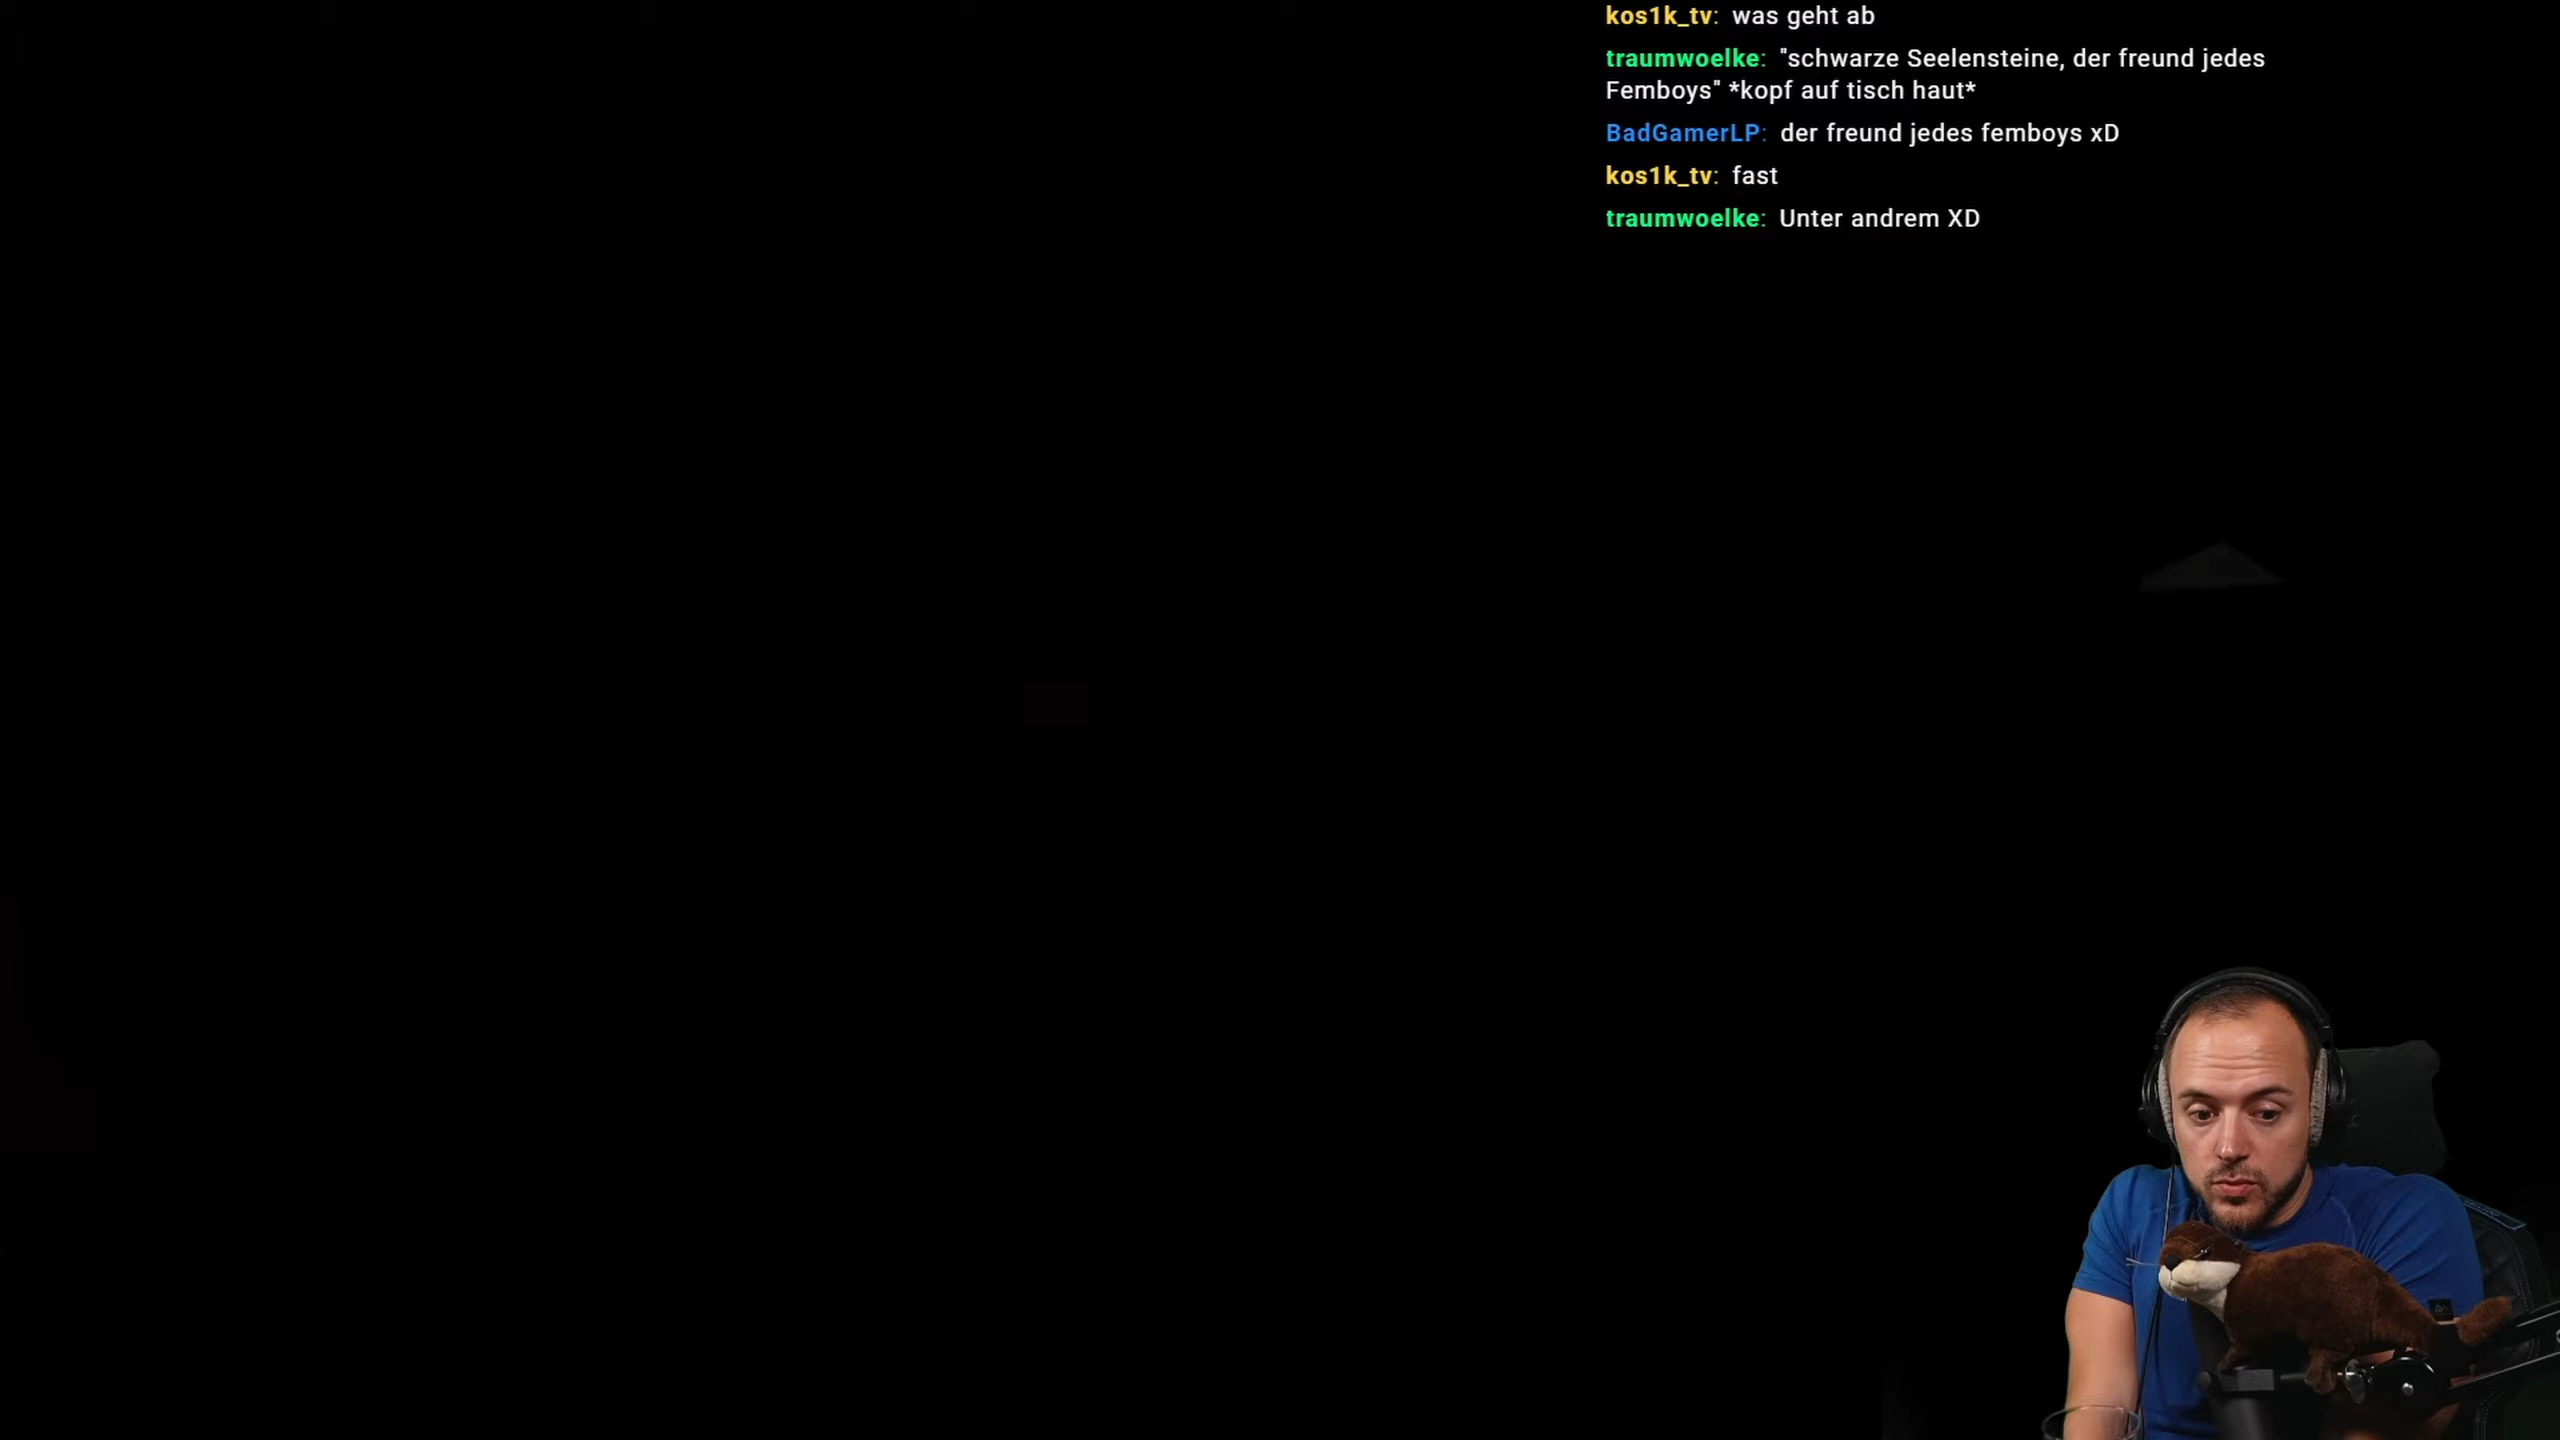 kos1k_tv: was geht ab
traumwoelke: "schwarze Seelensteine, der freund jedes
Femboys" *kopf auf tisch haut*
BadGamerLP: der freund jedes femboys xD
kos1k_tv: fast
traumwoelke: Unter andrem XD